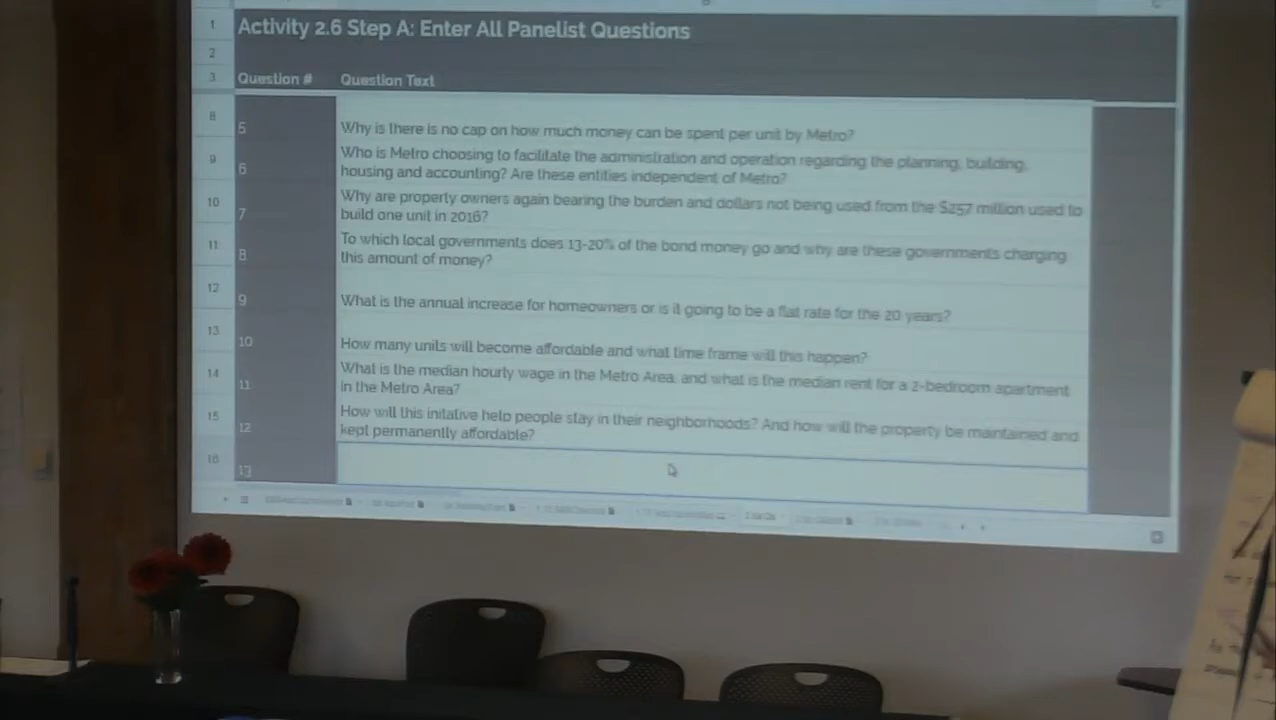 1 Activity 2.6 Step A: Enter All Panelist Questions
2
3 Question # Question Text
8 5 Why is there is no cap on how much money can be spent per unit by Metro?
9 6 Who is Metro choosing to facilitate the administration and operation regarding the planning, building,
housing and accounting? Are these entities independent of Metro?
10 7 Why are property owners again bearing the burden and dollars not being used from the $257 million used to
build one unit in 2016?
11 8 To which local governments does 13-20% of the bond money go and why are these governments charging
this amount of money?
12 9 What is the annual increase for homeowners or is it going to be a flat rate for the 20 years?
13 10 How many units will become affordable and what time frame will this happen?
14 11 What is the median hourly wage in the Metro Area, and what is the median rent for a 2-bedroom apartment
in the Metro Area?
15 12 How will this initative help people stay in their neighborhoods? And how will the property be maintained and
kept permanently affordable?
16 13